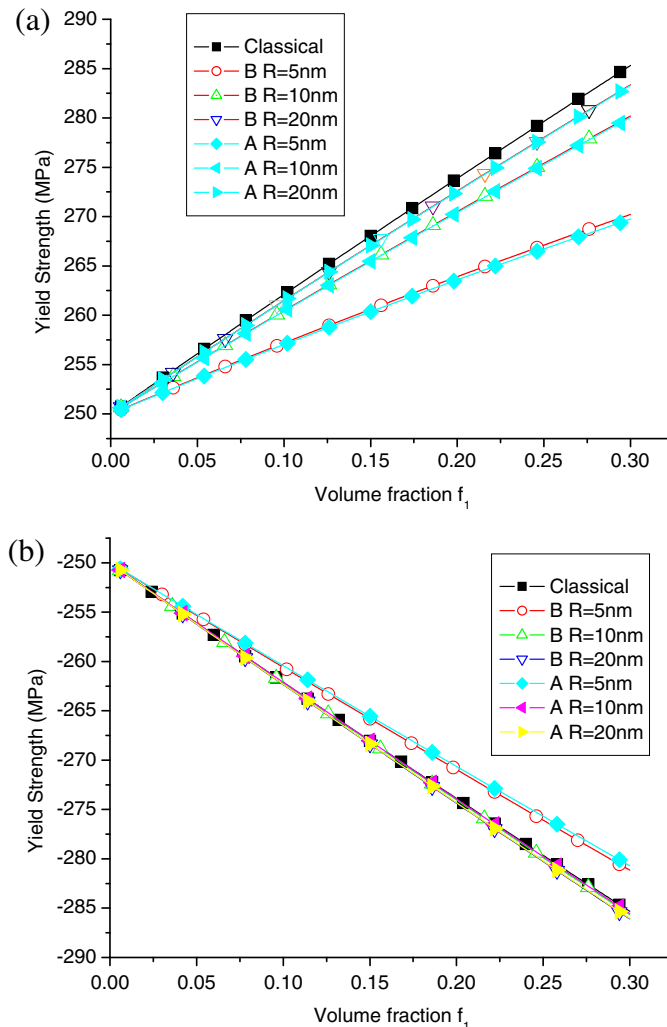 (a)
290
285
280
275
270
265
260
255
250
Yield Strength (MPa)
Classical
B R=5nm
B R=10nm
B R=20nm
A R=5nm
A R=10nm
A R=20nm
0.00 0.05 0.10 0.15 0.20 0.25 0.30
Volume fraction f₁
(b)
-250
-255
-260
-265
-270
-275
-280
-285
-290
Yield Strength (MPa)
Classical
B R=5nm
B R=10nm
B R=20nm
A R=5nm
A R=10nm
A R=20nm
0.00 0.05 0.10 0.15 0.20 0.25 0.30
Volume fraction f₁